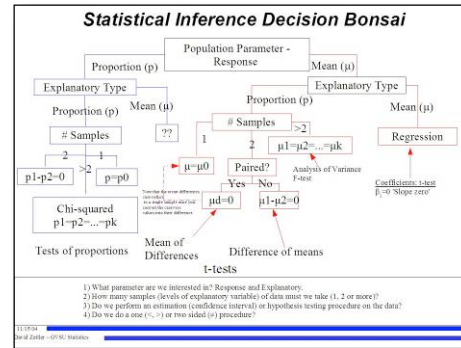 Statistical Inference Decision Bonsai
Population Parameter -
Response
Proportion (p)
Mean (μ)
Explanatory Type
Explanatory Type
Proportion (p)
Mean (μ)
Proportion (p)
Mean (μ)
# Samples
??
# Samples
Regression
2
>2
1
1
2
>2
p1-p2=0
p=p0
μ=μ0
Paired?
μ1=μ2=...=μk
Analysis of Variance
F-test
Coefficients: t-test
=0 'Slope zero'
Chi-squared
p1=p2=...=pk
Yes
No
μd=0
μ1-μ2=0
Tests of proportions
Mean of
Differences
Difference of means
t-tests
1) What parameter are we interested in? Response and Explanatory.
2) How many samples (levels of explanatory variable) of data must we take (1, 2 or more)?
3) Do we perform an estimation (confidence interval) or hypothesis testing procedure on the data?
4) Do we do a one (<, >) or two sided (≠) procedure?
David Zeitler - GVSU Statistics